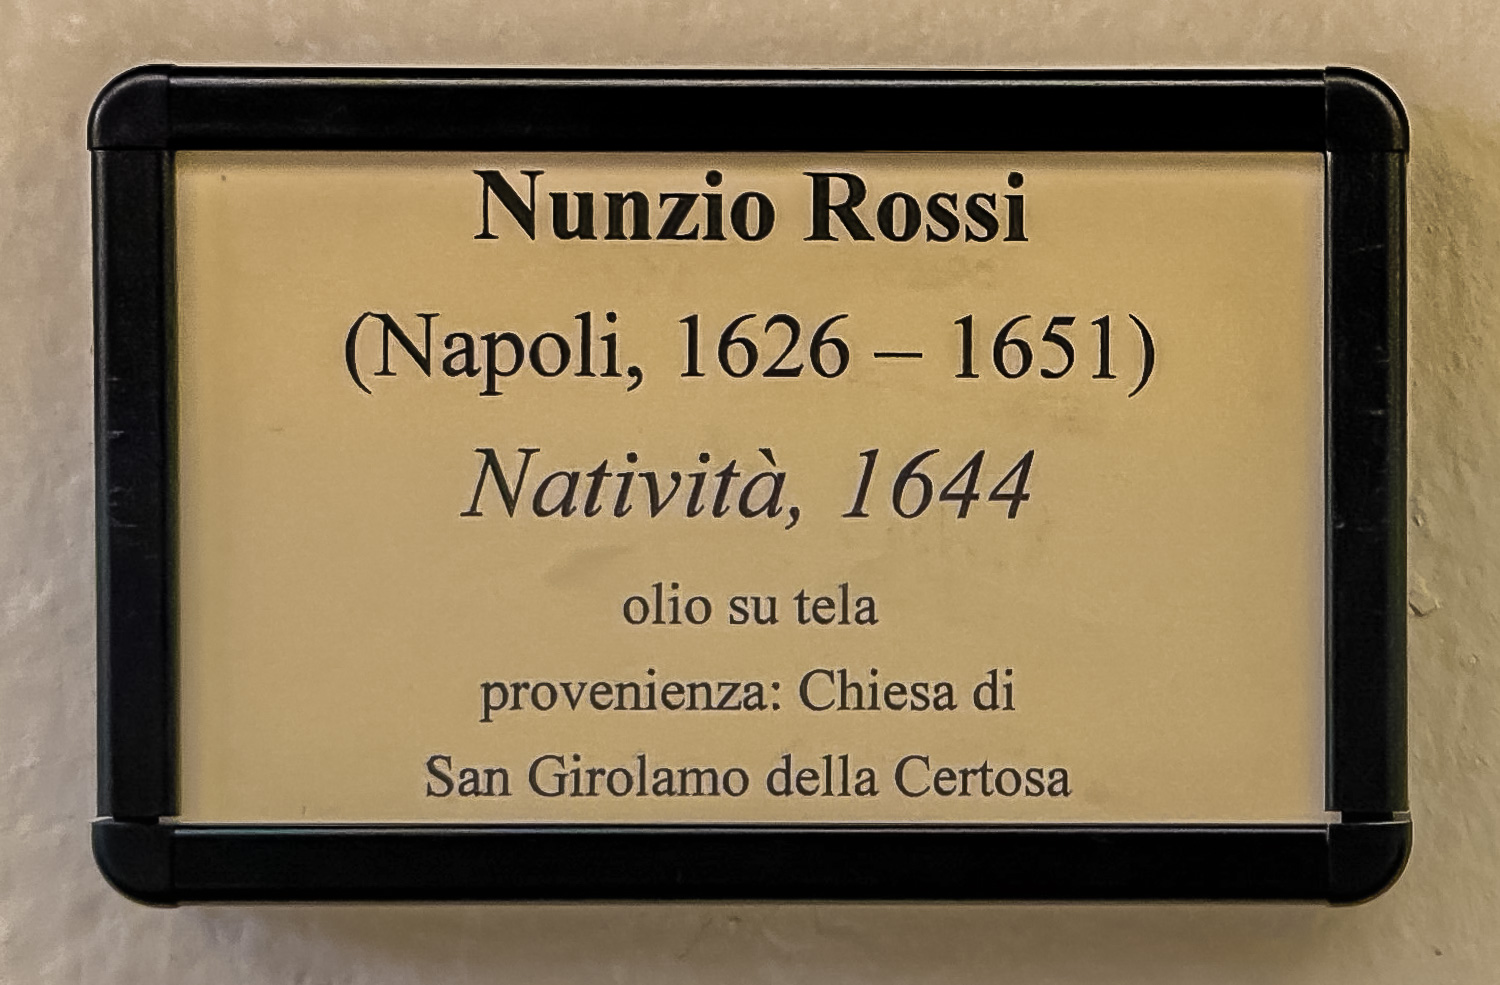 Nunzio Rossi
(Napoli, 1626 – 1651)
Natività, 1644
olio su tela
provenienza: Chiesa di
San Girolamo della Certosa